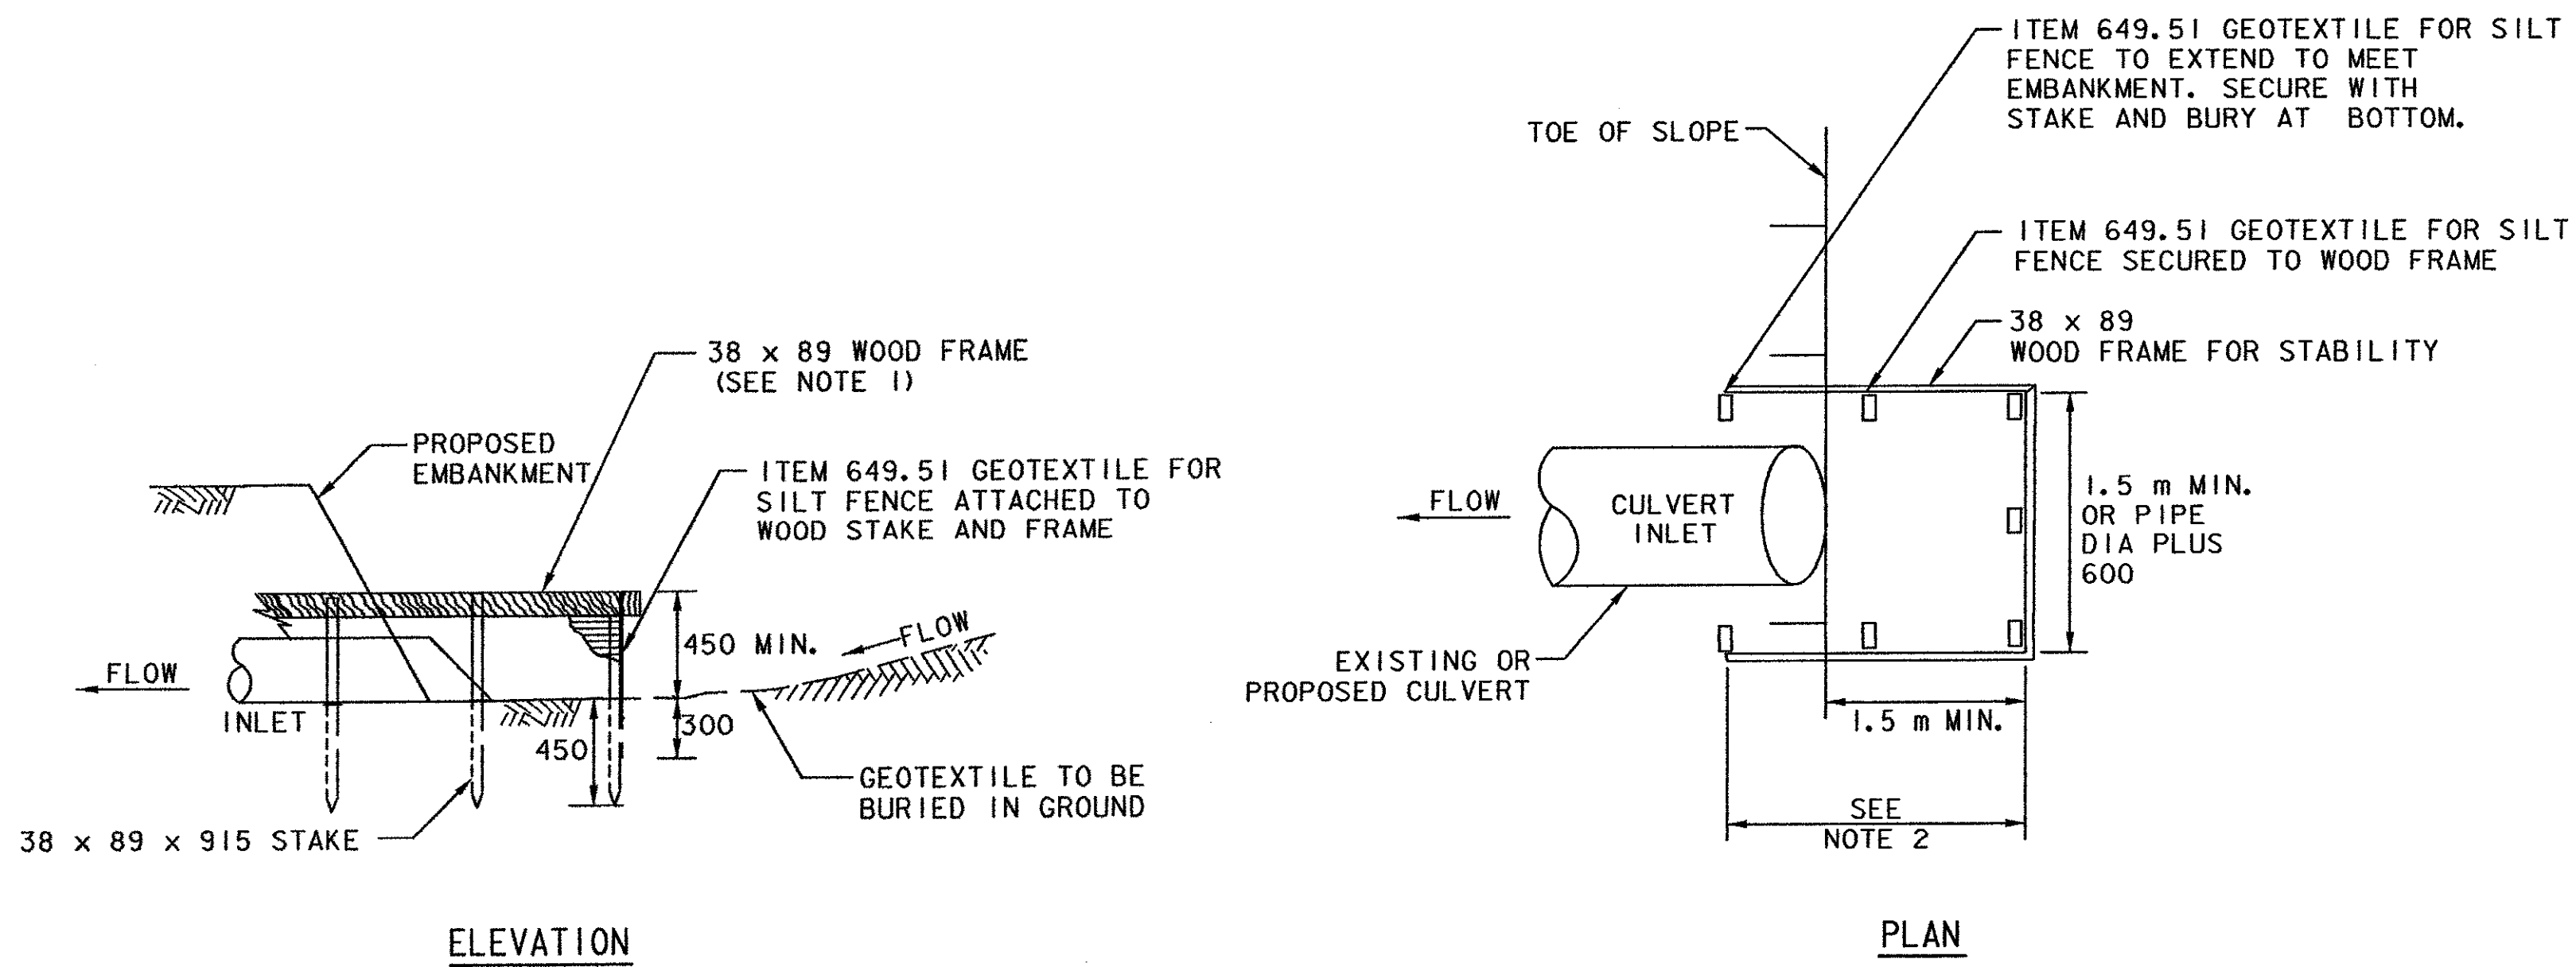 38 x 89 WOOD FRAME
(SEE NOTE 1)
PROPOSED
EMBANKMENT
ITEM 649.51 GEOTEXTILE FOR
SILT FENCE ATTACHED TO
WOOD STAKE AND FRAME
FLOW
450 MIN.
FLOW
INLET
300
450
GEOTEXTILE TO BE
BURIED IN GROUND
38 x 89 x 915 STAKE
ELEVATION
ITEM 649.51 GEOTEXTILE FOR SILT
FENCE TO EXTEND TO MEET
EMBANKMENT. SECURE WITH
STAKE AND BURY AT BOTTOM.
TOE OF SLOPE
ITEM 649.51 GEOTEXTILE FOR SILT
FENCE SECURED TO WOOD FRAME
38 x 89
WOOD FRAME FOR STABILITY
FLOW
CULVERT
INLET
1.5 m MIN.
OR PIPE
DIA PLUS
600
EXISTING OR
PROPOSED CULVERT
1.5 m MIN.
SEE
NOTE 2
PLAN